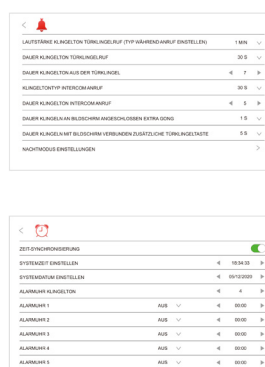 LAUTSTÄRKE KLINGELTON TÜRKLINGELRUF (TYP WÄHREND ANRUF EINSTELLEN) 1 MIN
DAUER KLINGELTON TÜRKLINGELRUF 30 S
DAUER KLINGELTON AUS DER TÜRKLINGEL 7
KLINGELTONTYP INTERCOM ANRUF 30 S
DAUER KLINGELTON INTERCOM ANRUF 5
DAUER KLINGELN AN BILDSCHIRM ANGESCHLOSSEN EXTRA GONG 1 S
DAUER KLINGELN MIT BILDSCHIRM VERBUNDEN ZUSÄTZLICHE TÜRKLINGELTASTE 5 S
NACHTMODUS EINSTELLUNGEN
ZEIT-SYNCHRONISIERUNG
SYSTEMZEIT EINSTELLEN 18:34:33
SYSTEMDATUM EINSTELLEN 05/12/2020
ALARMUHR KLINGELTON 4
ALARMUHR 1 AUS 00:00
ALARMUHR 2 AUS 00:00
ALARMUHR 3 AUS 00:00
ALARMUHR 4 AUS 00:00
ALARMUHR 5 AUS 00:00